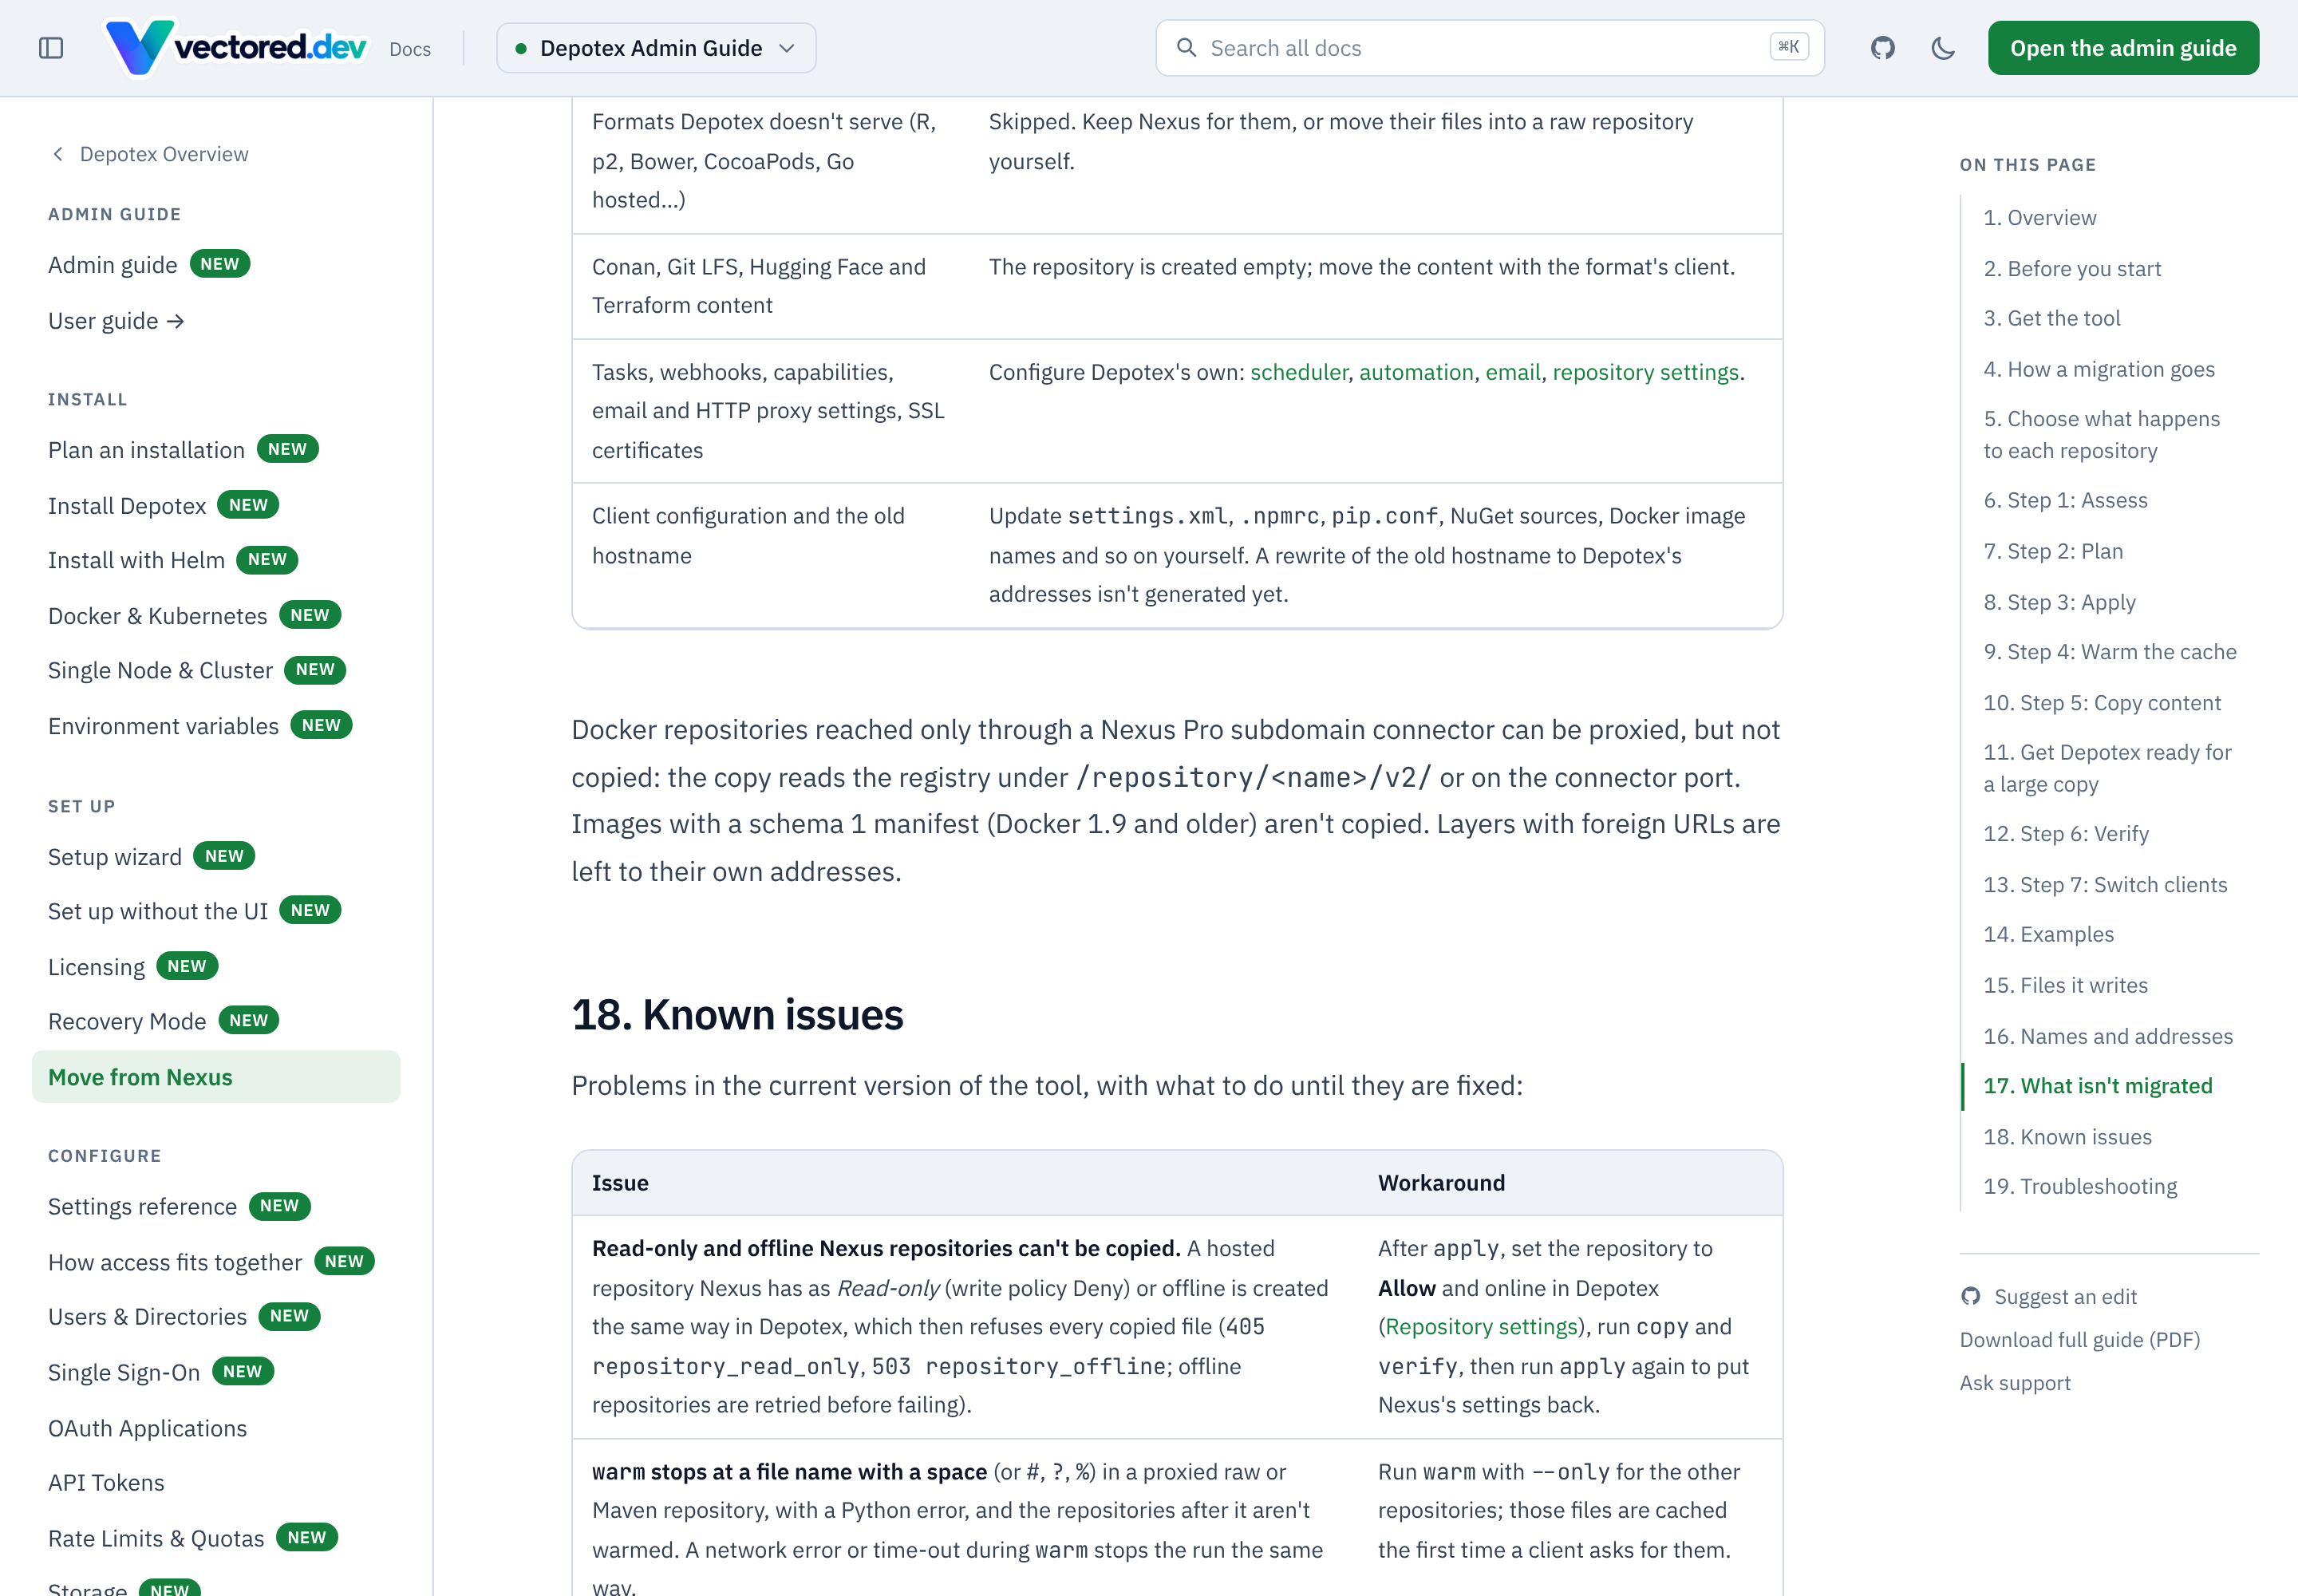 vectored.dev Docs
Depotex Admin Guide
Search all docs
⌘K
Open the admin guide
Depotex Overview
ADMIN GUIDE
Admin guide NEW
User guide →
INSTALL
Plan an installation NEW
Install Depotex NEW
Install with Helm NEW
Docker & Kubernetes NEW
Single Node & Cluster NEW
Environment variables NEW
SET UP
Setup wizard NEW
Set up without the UI NEW
Licensing NEW
Recovery Mode NEW
Move from Nexus
CONFIGURE
Settings reference NEW
How access fits together NEW
Users & Directories NEW
Single Sign-On NEW
OAuth Applications
API Tokens
Rate Limits & Quotas NEW
Storage NEW
Formats Depotex doesn't serve (R,
p2, Bower, CocoaPods, Go
hosted…)
Skipped. Keep Nexus for them, or move their files into a raw repository
yourself.
Conan, Git LFS, Hugging Face and
Terraform content
The repository is created empty; move the content with the format's client.
Tasks, webhooks, capabilities,
email and HTTP proxy settings, SSL
certificates
Configure Depotex's own: scheduler, automation, email, repository settings.
Client configuration and the old
hostname
Update settings.xml, .npmrc, pip.conf, NuGet sources, Docker image
names and so on yourself. A rewrite of the old hostname to Depotex's
addresses isn't generated yet.
Docker repositories reached only through a Nexus Pro subdomain connector can be proxied, but not
copied: the copy reads the registry under /repository/<name>/v2/ or on the connector port.
Images with a schema 1 manifest (Docker 1.9 and older) aren't copied. Layers with foreign URLs are
left to their own addresses.
18. Known issues
Problems in the current version of the tool, with what to do until they are fixed:
Issue
Workaround
Read-only and offline Nexus repositories can't be copied. A hosted
repository Nexus has as Read-only (write policy Deny) or offline is created
the same way in Depotex, which then refuses every copied file (405
repository_read_only, 503 repository_offline; offline
repositories are retried before failing).
After apply, set the repository to
Allow and online in Depotex
(Repository settings), run copy and
verify, then run apply again to put
Nexus's settings back.
warm stops at a file name with a space (or #, ?, %) in a proxied raw or
Maven repository, with a Python error, and the repositories after it aren't
warmed. A network error or time-out during warm stops the run the same
way.
Run warm with --only for the other
repositories; those files are cached
the first time a client asks for them.
ON THIS PAGE
1. Overview
2. Before you start
3. Get the tool
4. How a migration goes
5. Choose what happens
to each repository
6. Step 1: Assess
7. Step 2: Plan
8. Step 3: Apply
9. Step 4: Warm the cache
10. Step 5: Copy content
11. Get Depotex ready for
a large copy
12. Step 6: Verify
13. Step 7: Switch clients
14. Examples
15. Files it writes
16. Names and addresses
17. What isn't migrated
18. Known issues
19. Troubleshooting
Suggest an edit
Download full guide (PDF)
Ask support